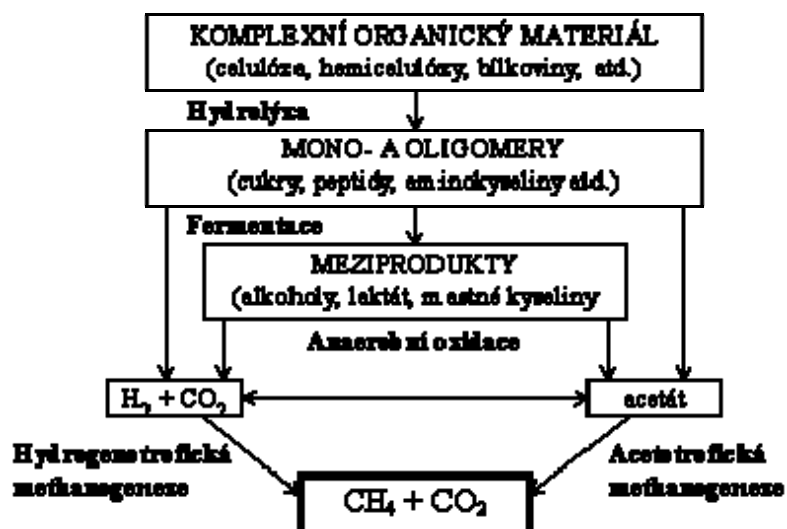 KOMPLEXNÍ ORGANICKÝ MATERIÁL
(celulóza, hemicelulózy, bílkoviny, atd.)
Hydrolýza
MONO- A OLIGOMERY
(cukry, peptidy, aminokyseliny atd.)
Fermentace
MEZIPRODUKTY
(alkoholy, laktát, mastné kyseliny
Anaerobní oxidace
H₂ + CO₂
acetát
Hydrogenotrofická
methanogeneze
Acetotrofická
methanogeneze
CH₄ + CO₂